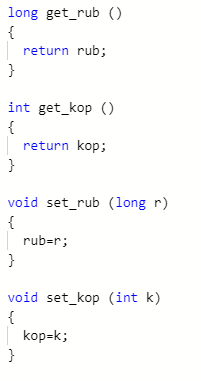 long get_rub ()
{
  return rub;
}

int get_kop ()
{
  return kop;
}

void set_rub (long r)
{
  rub=r;
}

void set_kop (int k)
{
  kop=k;
}